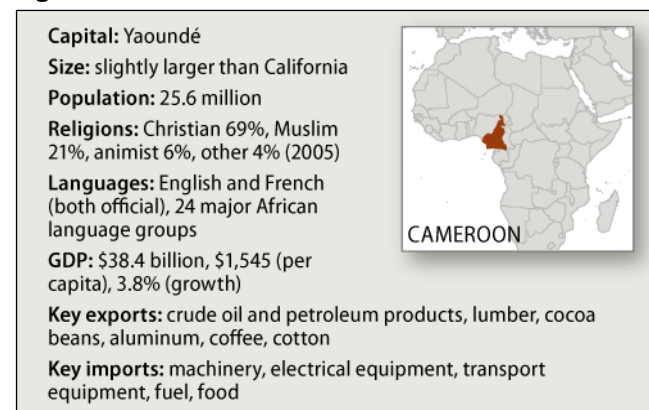 Capital: Yaoundé
Size: slightly larger than California
Population: 25.6 million
Religions: Christian 69%, Muslim
21%, animist 6%, other 4% (2005)
Languages: English and French
(both official), 24 major African
language groups
GDP: $38.4 billion, $1,545 (per
capita), 3.8% (growth)
Key exports: crude oil and petroleum products, lumber, cocoa
beans, aluminum, coffee, cotton
Key imports: machinery, electrical equipment, transport
equipment, fuel, food
CAMEROON